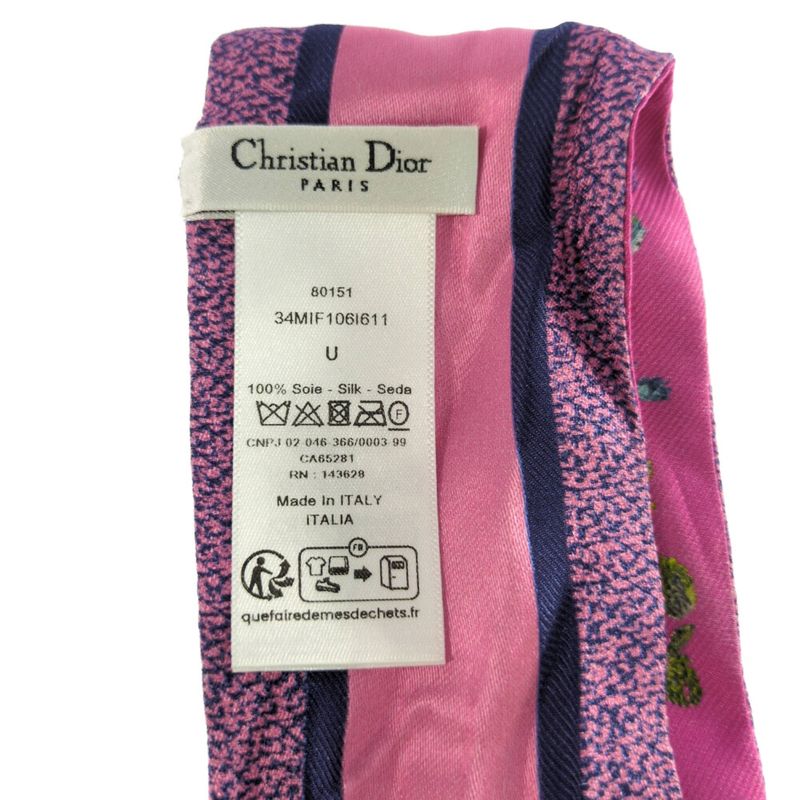 Christian Dior
PARIS
80151
34MIF106I611
U
100% Soie - Silk - Seda
F
CNPJ 02-046-366/0003-99
CA65281
RN : 143628
Made In ITALY
ITALIA
FR
quefairedemesdechets.fr